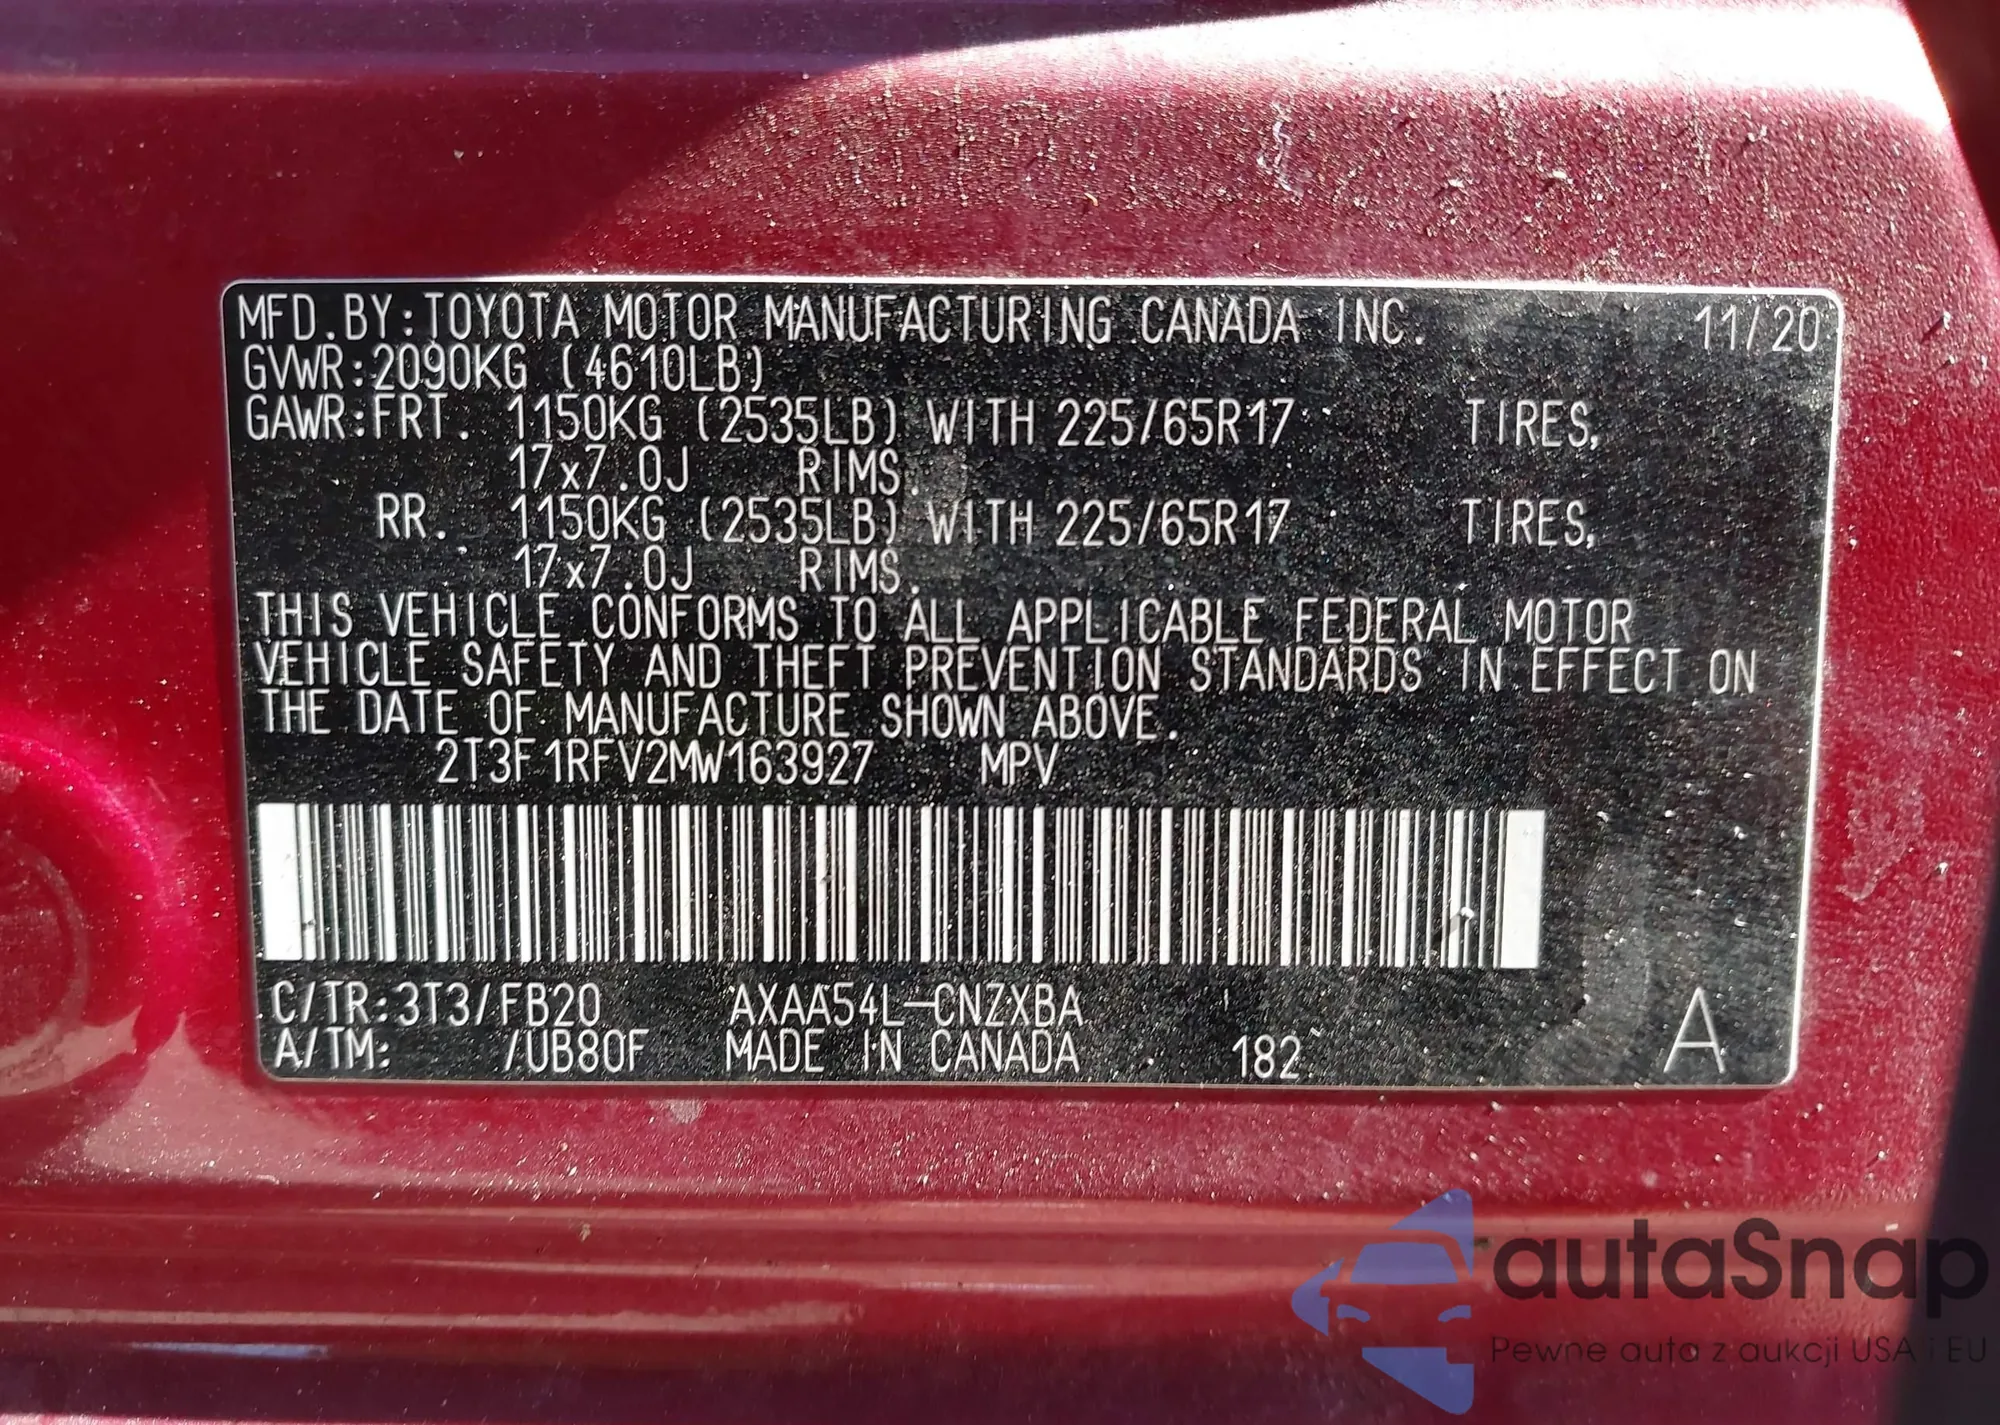 MFD.BY:TOYOTA MOTOR MANUFACTURING CANADA INC. 11/20
GVWR:2090KG (4610LB)
GAWR:FRT. 1150KG (2535LB) WITH 225/65R17 TIRES,
17x7.0J RIMS.
RR. 1150KG (2535LB) WITH 225/65R17 TIRES,
17x7.0J RIMS.
THIS VEHICLE CONFORMS TO ALL APPLICABLE FEDERAL MOTOR
VEHICLE SAFETY AND THEFT PREVENTION STANDARDS IN EFFECT ON
THE DATE OF MANUFACTURE SHOWN ABOVE.
2T3F1RFV2MW163927 MPV
C/TR:3T3/FB20 AXAA54L-CNZXBA
A/TM: /UB80F MADE IN CANADA 182 A
autaSnap
Pewne auta z aukcji USA i EU